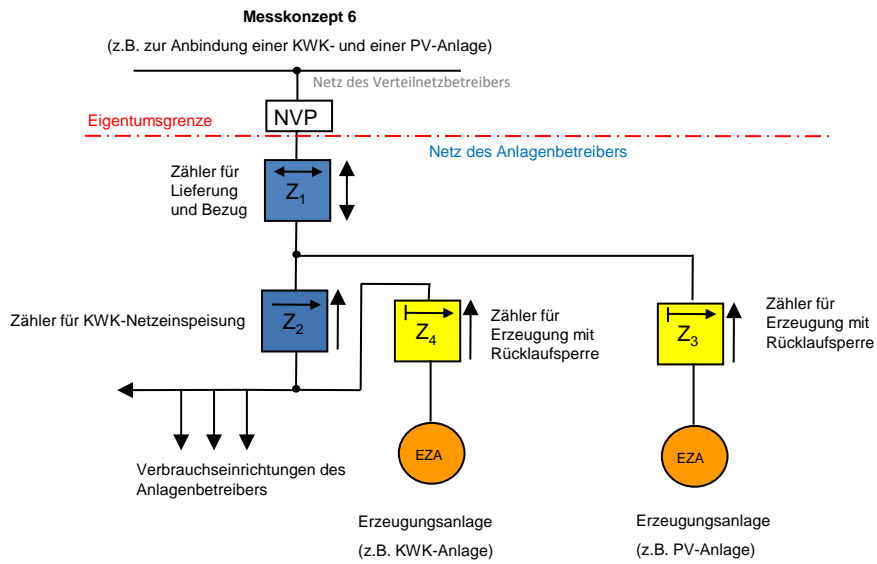 Messkonzept 6
(z.B. zur Anbindung einer KWK- und einer PV-Anlage)
Netz des Verteilnetzbetreibers
NVP
Eigentumsgrenze
Netz des Anlagenbetreibers
Zähler für
Lieferung
und Bezug
Z1
Zähler für KWK-Netzeinspeisung
Z2
Z4
Zähler für
Erzeugung mit
Rücklaufsperre
Z3
Zähler für
Erzeugung mit
Rücklaufsperre
Verbrauchseinrichtungen des
Anlagenbetreibers
EZA
EZA
Erzeugungsanlage
(z.B. KWK-Anlage)
Erzeugungsanlage
(z.B. PV-Anlage)